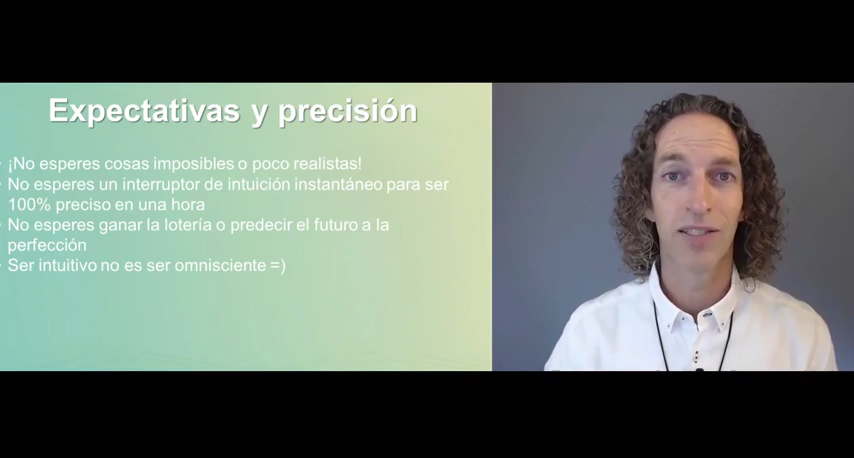 Expectativas y precisión
¡No esperes cosas imposibles o poco realistas!
No esperes un interruptor de intuición instantáneo para ser
100% preciso en una hora
No esperes ganar la lotería o predecir el futuro a la
perfección
Ser intuitivo no es ser omnisciente =)